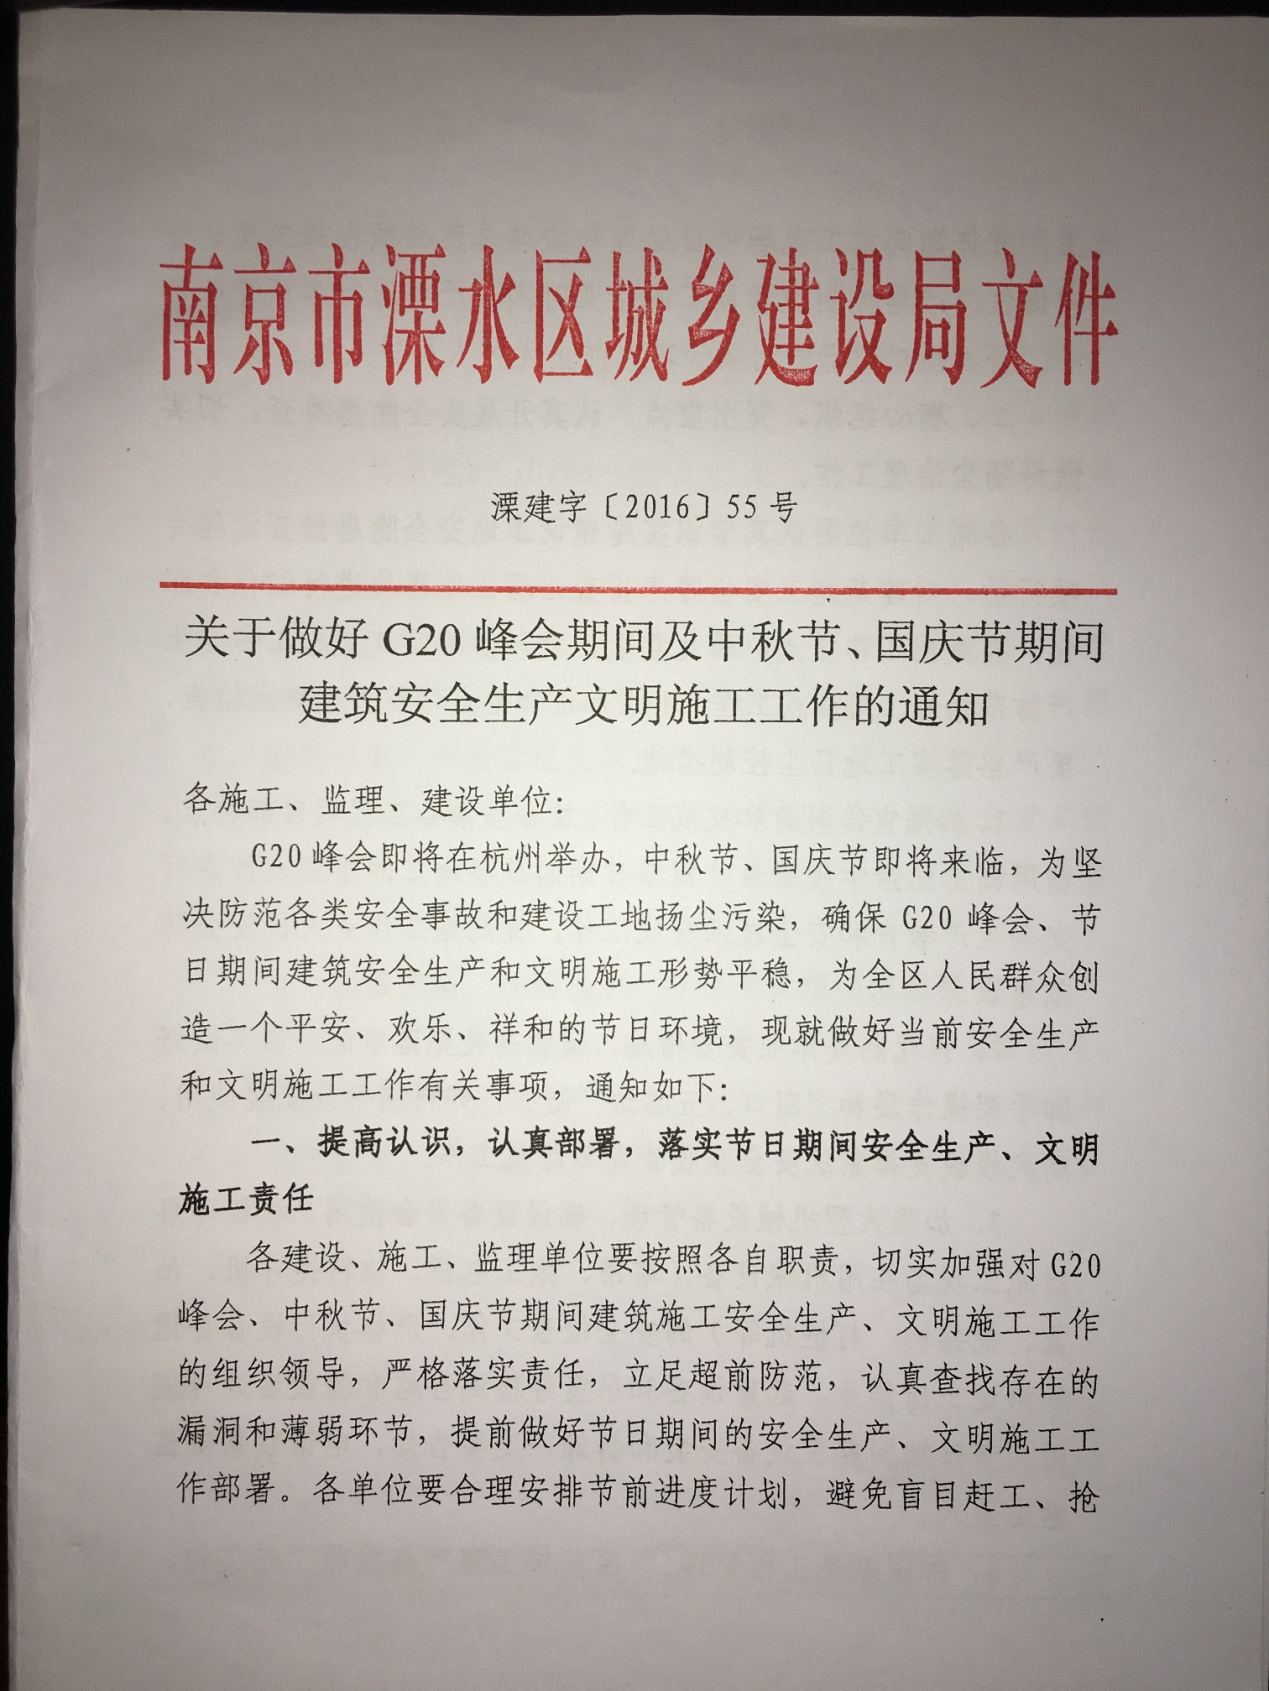 南京市溧水区城乡建设局文件
溧建字〔2016〕55号
关于做好 G20 峰会期间及中秋节、国庆节期间
建筑安全生产文明施工工作的通知
各施工、监理、建设单位：
G20 峰会即将在杭州举办，中秋节、国庆节即将来临，为坚
决防范各类安全事故和建设工地扬尘污染，确保 G20 峰会、节
日期间建筑安全生产和文明施工形势平稳，为全区人民群众创
造一个平安、欢乐、祥和的节日环境，现就做好当前安全生产
和文明施工工作有关事项，通知如下：
一、提高认识，认真部署，落实节日期间安全生产、文明
施工责任
各建设、施工、监理单位要按照各自职责，切实加强对 G20
峰会、中秋节、国庆节期间建筑施工安全生产、文明施工工作
的组织领导，严格落实责任，立足超前防范，认真查找存在的
漏洞和薄弱环节，提前做好节日期间的安全生产、文明施工工
作部署。各单位要合理安排节前进度计划，避免盲目赶工、抢